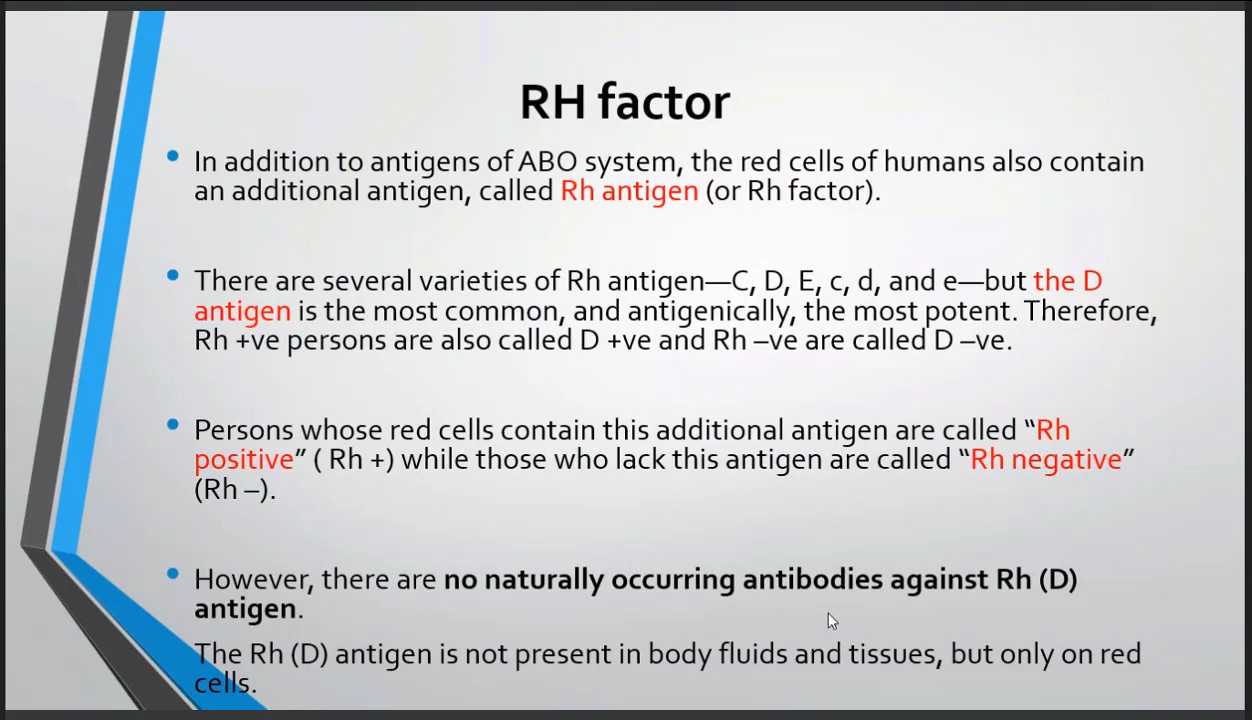 RH factor
• In addition to antigens of ABO system, the red cells of humans also contain
an additional antigen, called Rh antigen (or Rh factor).
• There are several varieties of Rh antigen—C, D, E, c, d, and e—but the D
antigen is the most common, and antigenically, the most potent. Therefore,
Rh +ve persons are also called D +ve and Rh –ve are called D –ve.
• Persons whose red cells contain this additional antigen are called “Rh
positive” ( Rh +) while those who lack this antigen are called “Rh negative”
(Rh –).
• However, there are no naturally occurring antibodies against Rh (D)
antigen.
The Rh (D) antigen is not present in body fluids and tissues, but only on red
cells.